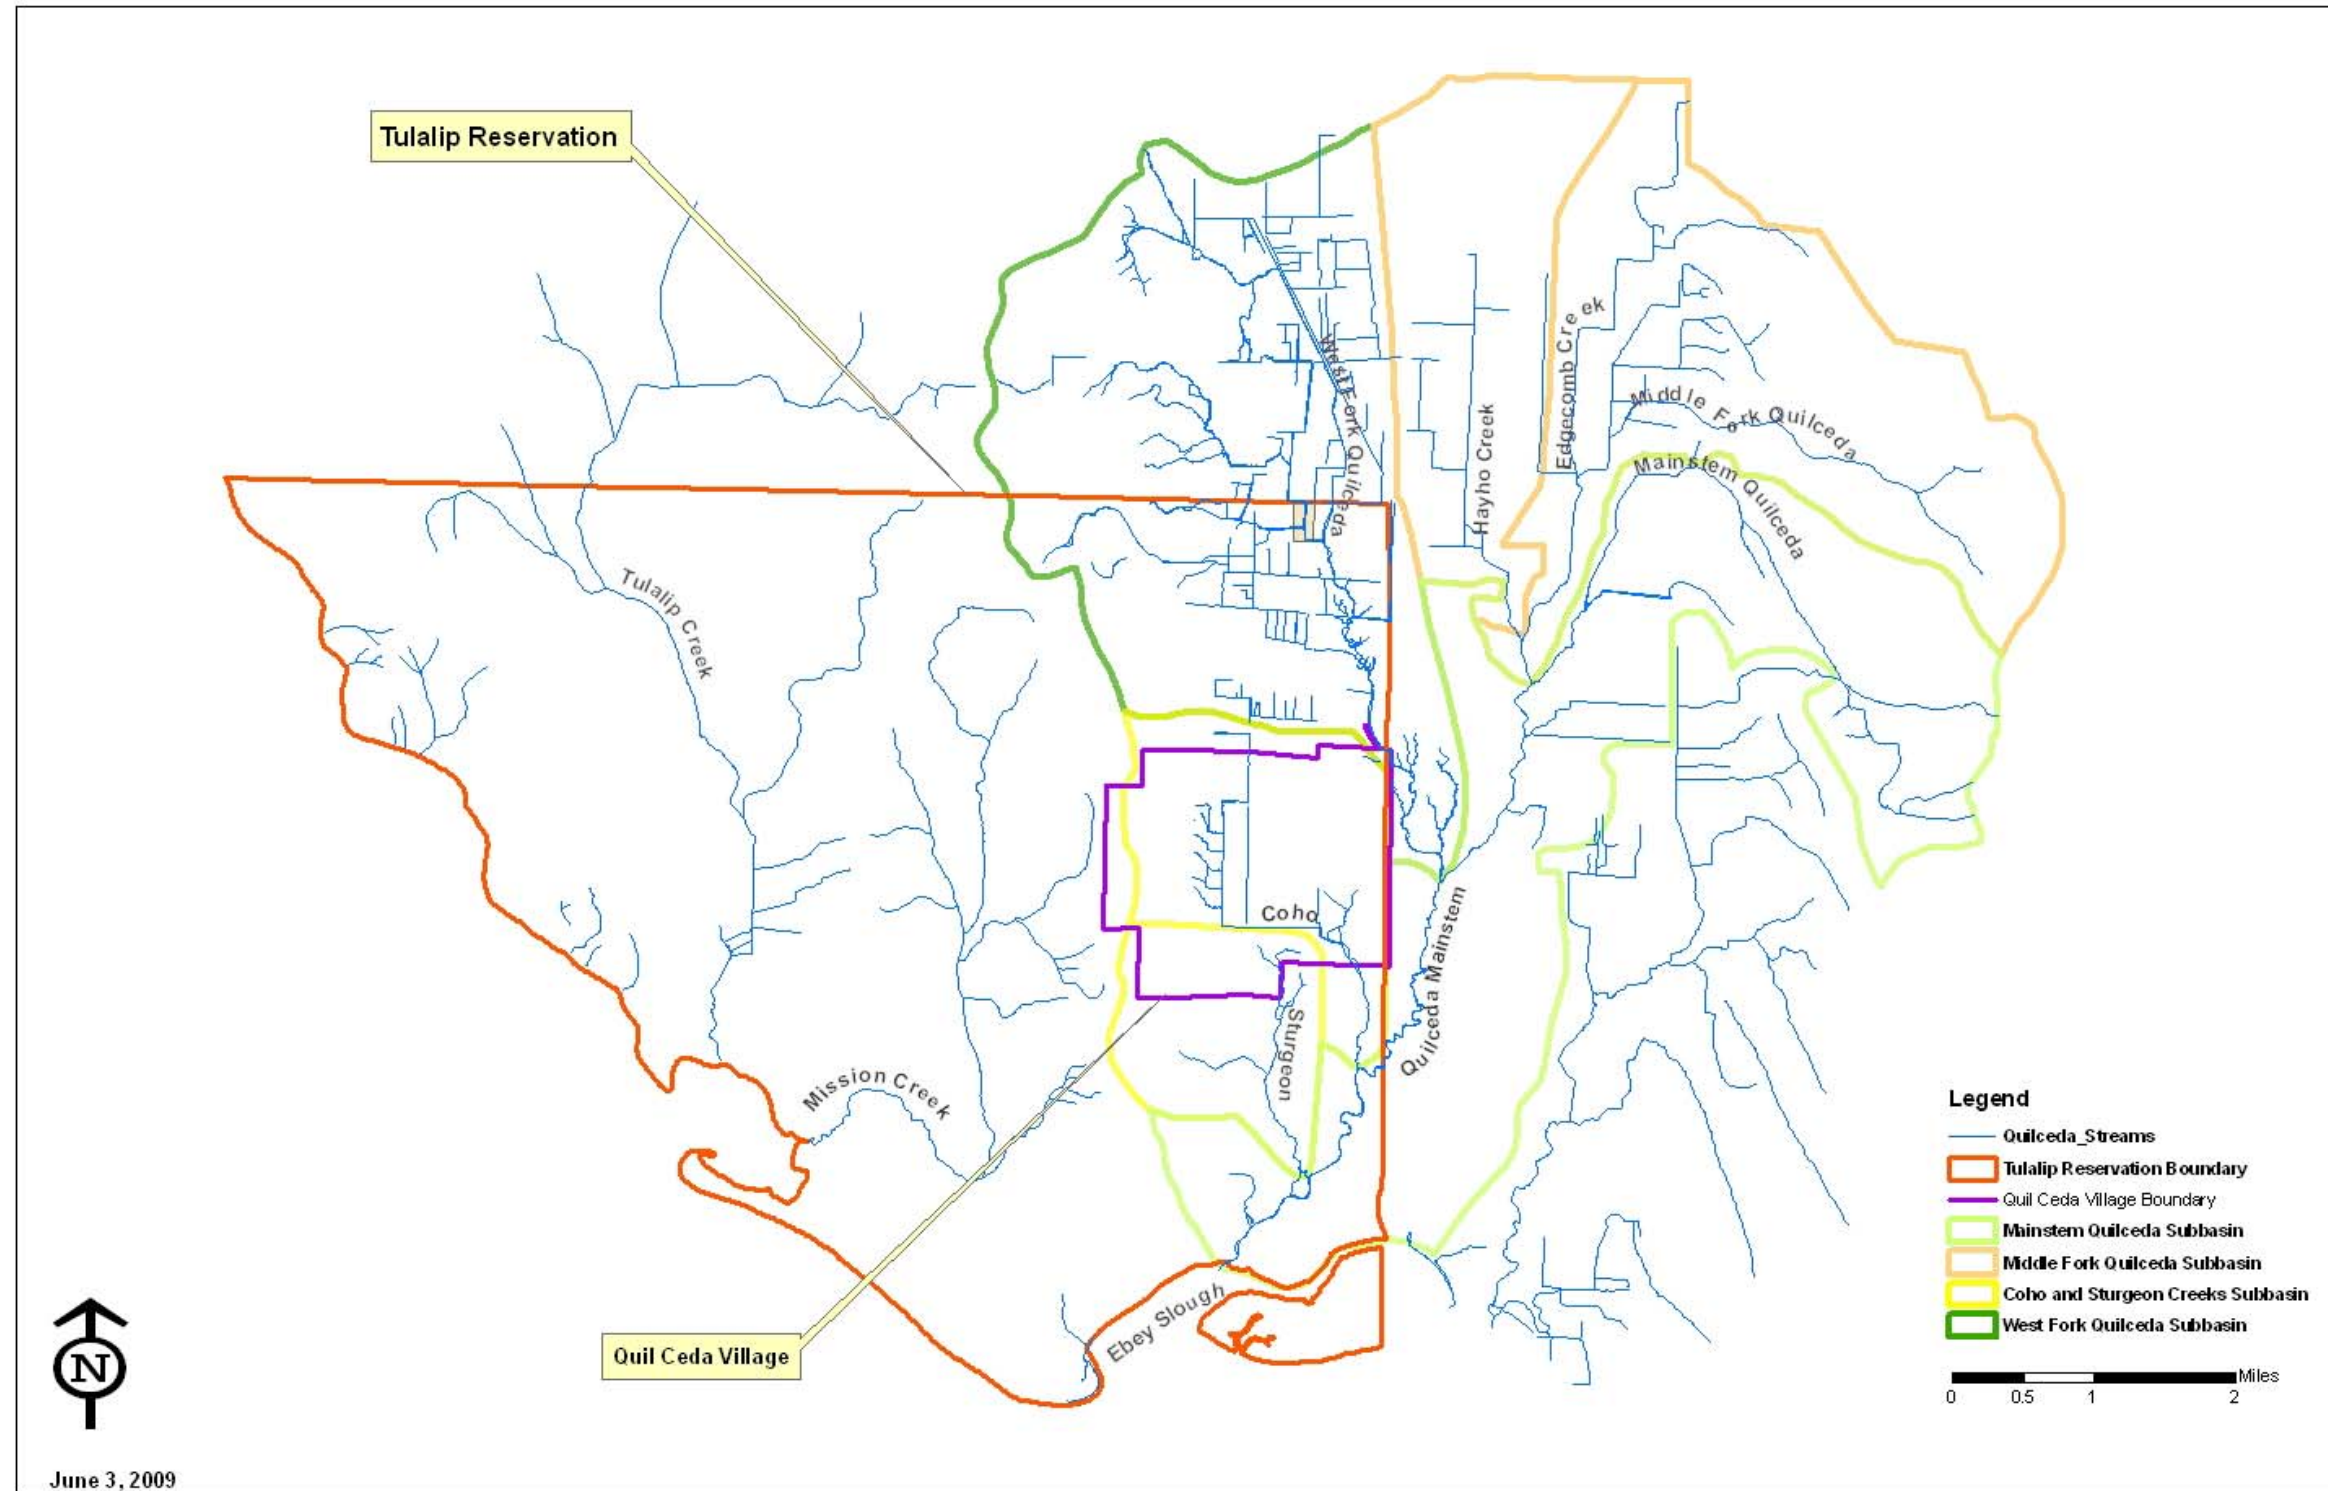 Tulalip Reservation
West Fork Quilceda
Edgecomb Creek
Middle Fork Quilceda
Hayho Creek
Mainstem Quilceda
Tulalip Creek
Coho
Quilceda Mainstem
Sturgeon
Mission Creek
Ebey Slough
Quil Ceda Village
Legend
Quilceda_Streams
Tulalip Reservation Boundary
Quil Ceda Village Boundary
Mainstem Quilceda Subbasin
Middle Fork Quilceda Subbasin
Coho and Sturgeon Creeks Subbasin
West Fork Quilceda Subbasin
Miles
0 0.5 1 2
N
June 3, 2009